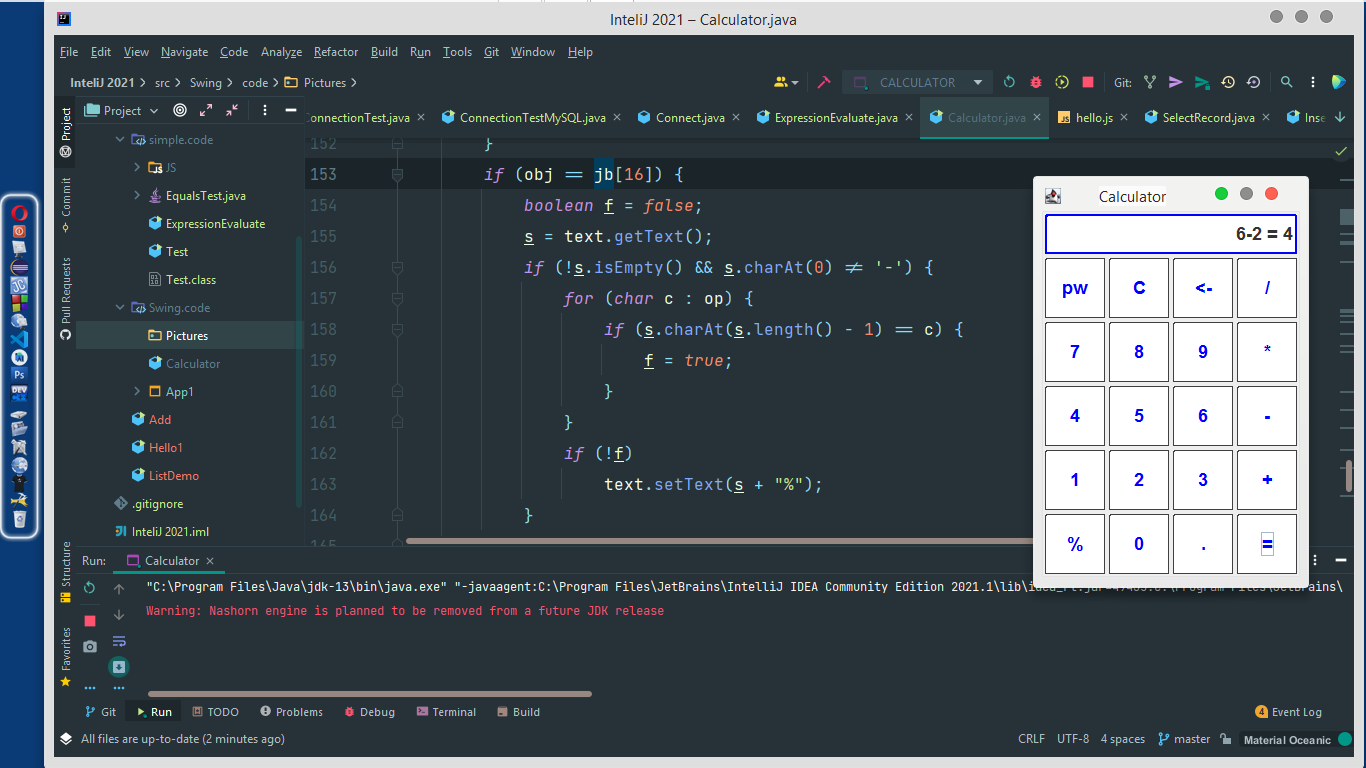 InteliJ 2021 – Calculator.java
File Edit View Navigate Code Analyze Refactor Build Run Tools Git Window Help
InteliJ 2021 > src > Swing > code > Pictures >
CALCULATOR
Git:
Project
ConnectionTest.java × ConnectionTestMySQL.java × Connect.java × ExpressionEvaluate.java × Calculator.java × hello.js × SelectRecord.java × Inse
Project
Commit
Pull Requests
Structure
Favorites
simple.code
JS
EqualsTest.java
ExpressionEvaluate
Test
Test.class
Swing.code
Pictures
Calculator
App1
Add
Hello1
ListDemo
.gitignore
InteliJ 2021.iml
152 }
153 if (obj == jb[16]) {
154 boolean f = false;
155 s = text.getText();
156 if (!s.isEmpty() && s.charAt(0) ≠ '-') {
157 for (char c : op) {
158 if (s.charAt(s.length() - 1) == c) {
159 f = true;
160 }
161 }
162 if (!f)
163 text.setText(s + "%");
164 }
165
Calculator
6-2 = 4
pw C <- /
7 8 9 *
4 5 6 -
1 2 3 +
% 0 . =
Run: Calculator ×
"C:\Program Files\Java\jdk-13\bin\java.exe" "-javaagent:C:\Program Files\JetBrains\IntelliJ IDEA Community Edition 2021.1\lib\
Warning: Nashorn engine is planned to be removed from a future JDK release
Git Run TODO Problems Debug Terminal Build
4 Event Log
All files are up-to-date (2 minutes ago)
CRLF UTF-8 4 spaces master Material Oceanic